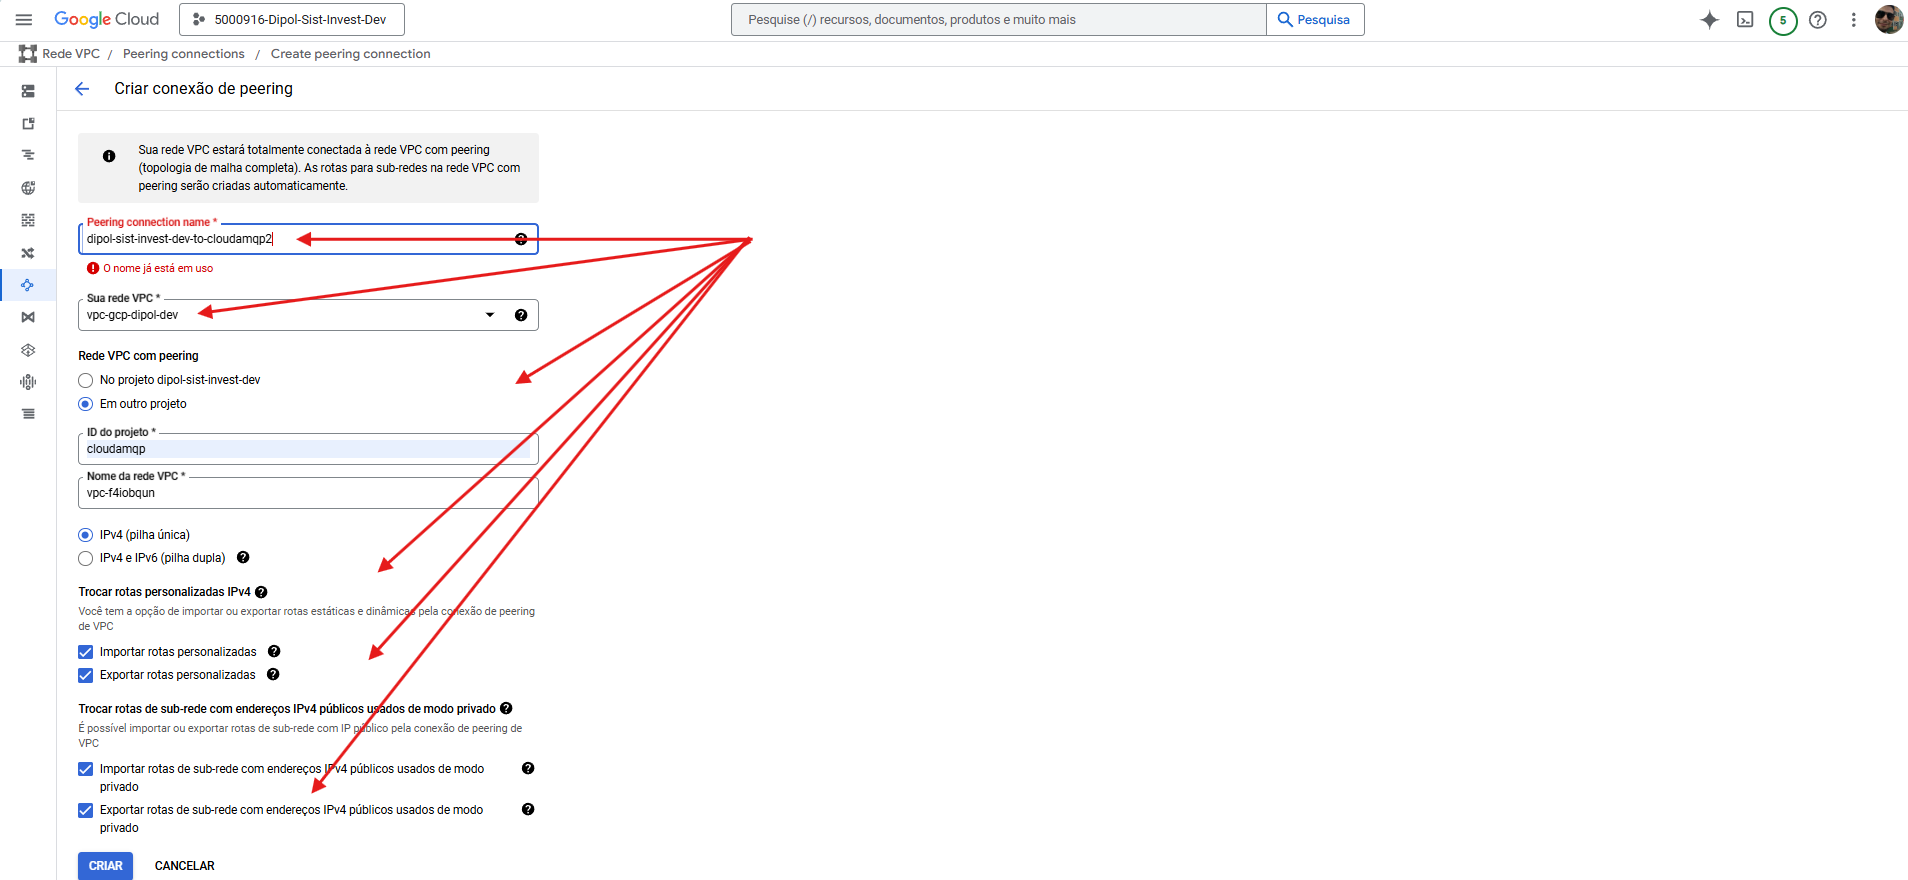 Google Cloud
5000916-Dipol-Sist-Invest-Dev
Pesquise (/) recursos, documentos, produtos e muito mais
Pesquisa
5
Rede VPC / Peering connections / Create peering connection
Criar conexão de peering
Sua rede VPC estará totalmente conectada à rede VPC com peering
(topologia de malha completa). As rotas para sub-redes na rede VPC com
peering serão criadas automaticamente.
Peering connection name *
dipol-sist-invest-dev-to-cloudamqp2
O nome já está em uso
Sua rede VPC *
vpc-gcp-dipol-dev
Rede VPC com peering
No projeto dipol-sist-invest-dev
Em outro projeto
ID do projeto *
cloudamqp
Nome da rede VPC *
vpc-f4iobqun
IPv4 (pilha única)
IPv4 e IPv6 (pilha dupla)
Trocar rotas personalizadas IPv4
Você tem a opção de importar ou exportar rotas estáticas e dinâmicas pela conexão de peering
de VPC
Importar rotas personalizadas
Exportar rotas personalizadas
Trocar rotas de sub-rede com endereços IPv4 públicos usados de modo privado
É possível importar ou exportar rotas de sub-rede com IP público pela conexão de peering de
VPC
Importar rotas de sub-rede com endereços IPv4 públicos usados de modo
privado
Exportar rotas de sub-rede com endereços IPv4 públicos usados de modo
privado
CRIAR
CANCELAR